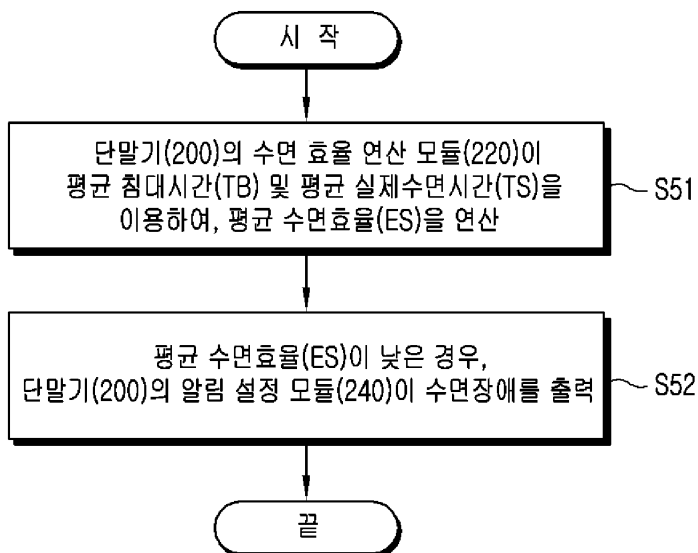 시 작
단말기(200)의 수면 효율 연산 모듈(220)이
평균 침대시간(TB) 및 평균 실제수면시간(TS)을
이용하여, 평균 수면효율(ES)을 연산
S51
평균 수면효율(ES)이 낮은 경우,
단말기(200)의 알림 설정 모듈(240)이 수면장애를 출력
S52
끝